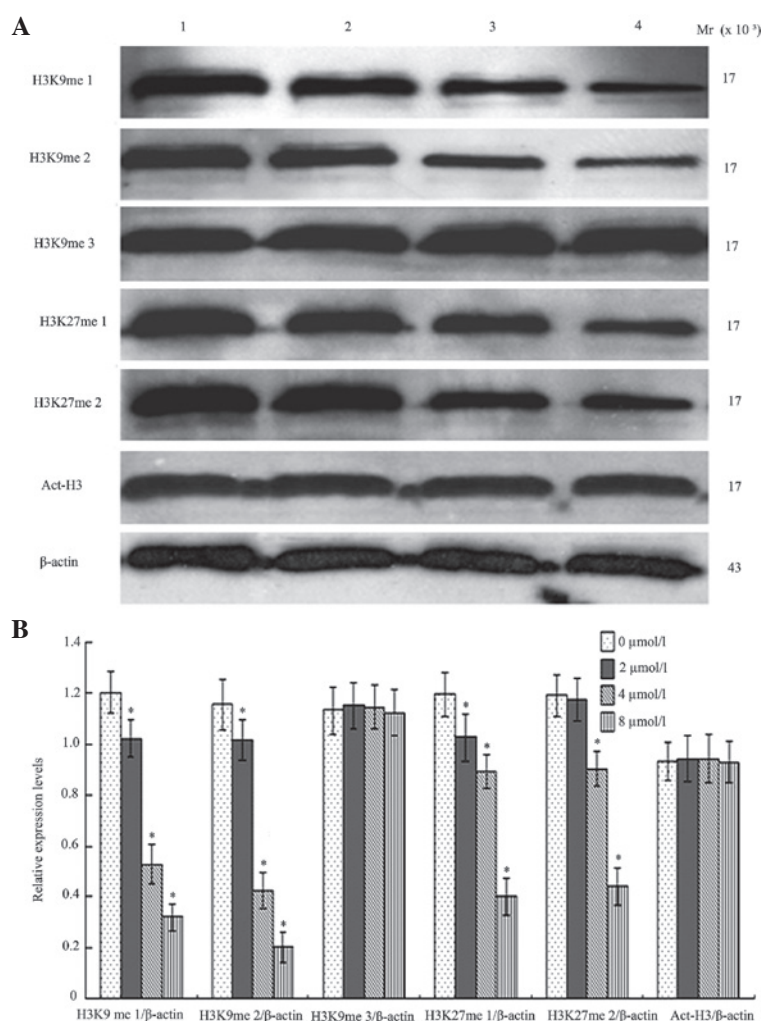 A
1 2 3 4 Mr (x 10 ³)
H3K9me 1 17
H3K9me 2 17
H3K9me 3 17
H3K27me 1 17
H3K27me 2 17
Act-H3 17
β-actin 43
B
1.4
1.2
1.0
0.8
0.6
0.4
0.2
0
Relative expression levels
0 µmol/l
2 µmol/l
4 µmol/l
8 µmol/l
* * * * * * * * * * *
H3K9 me 1/β-actin H3K9me 2/β-actin H3K9me 3/β-actin H3K27me 1/β-actin H3K27me 2/β-actin Act-H3/β-actin